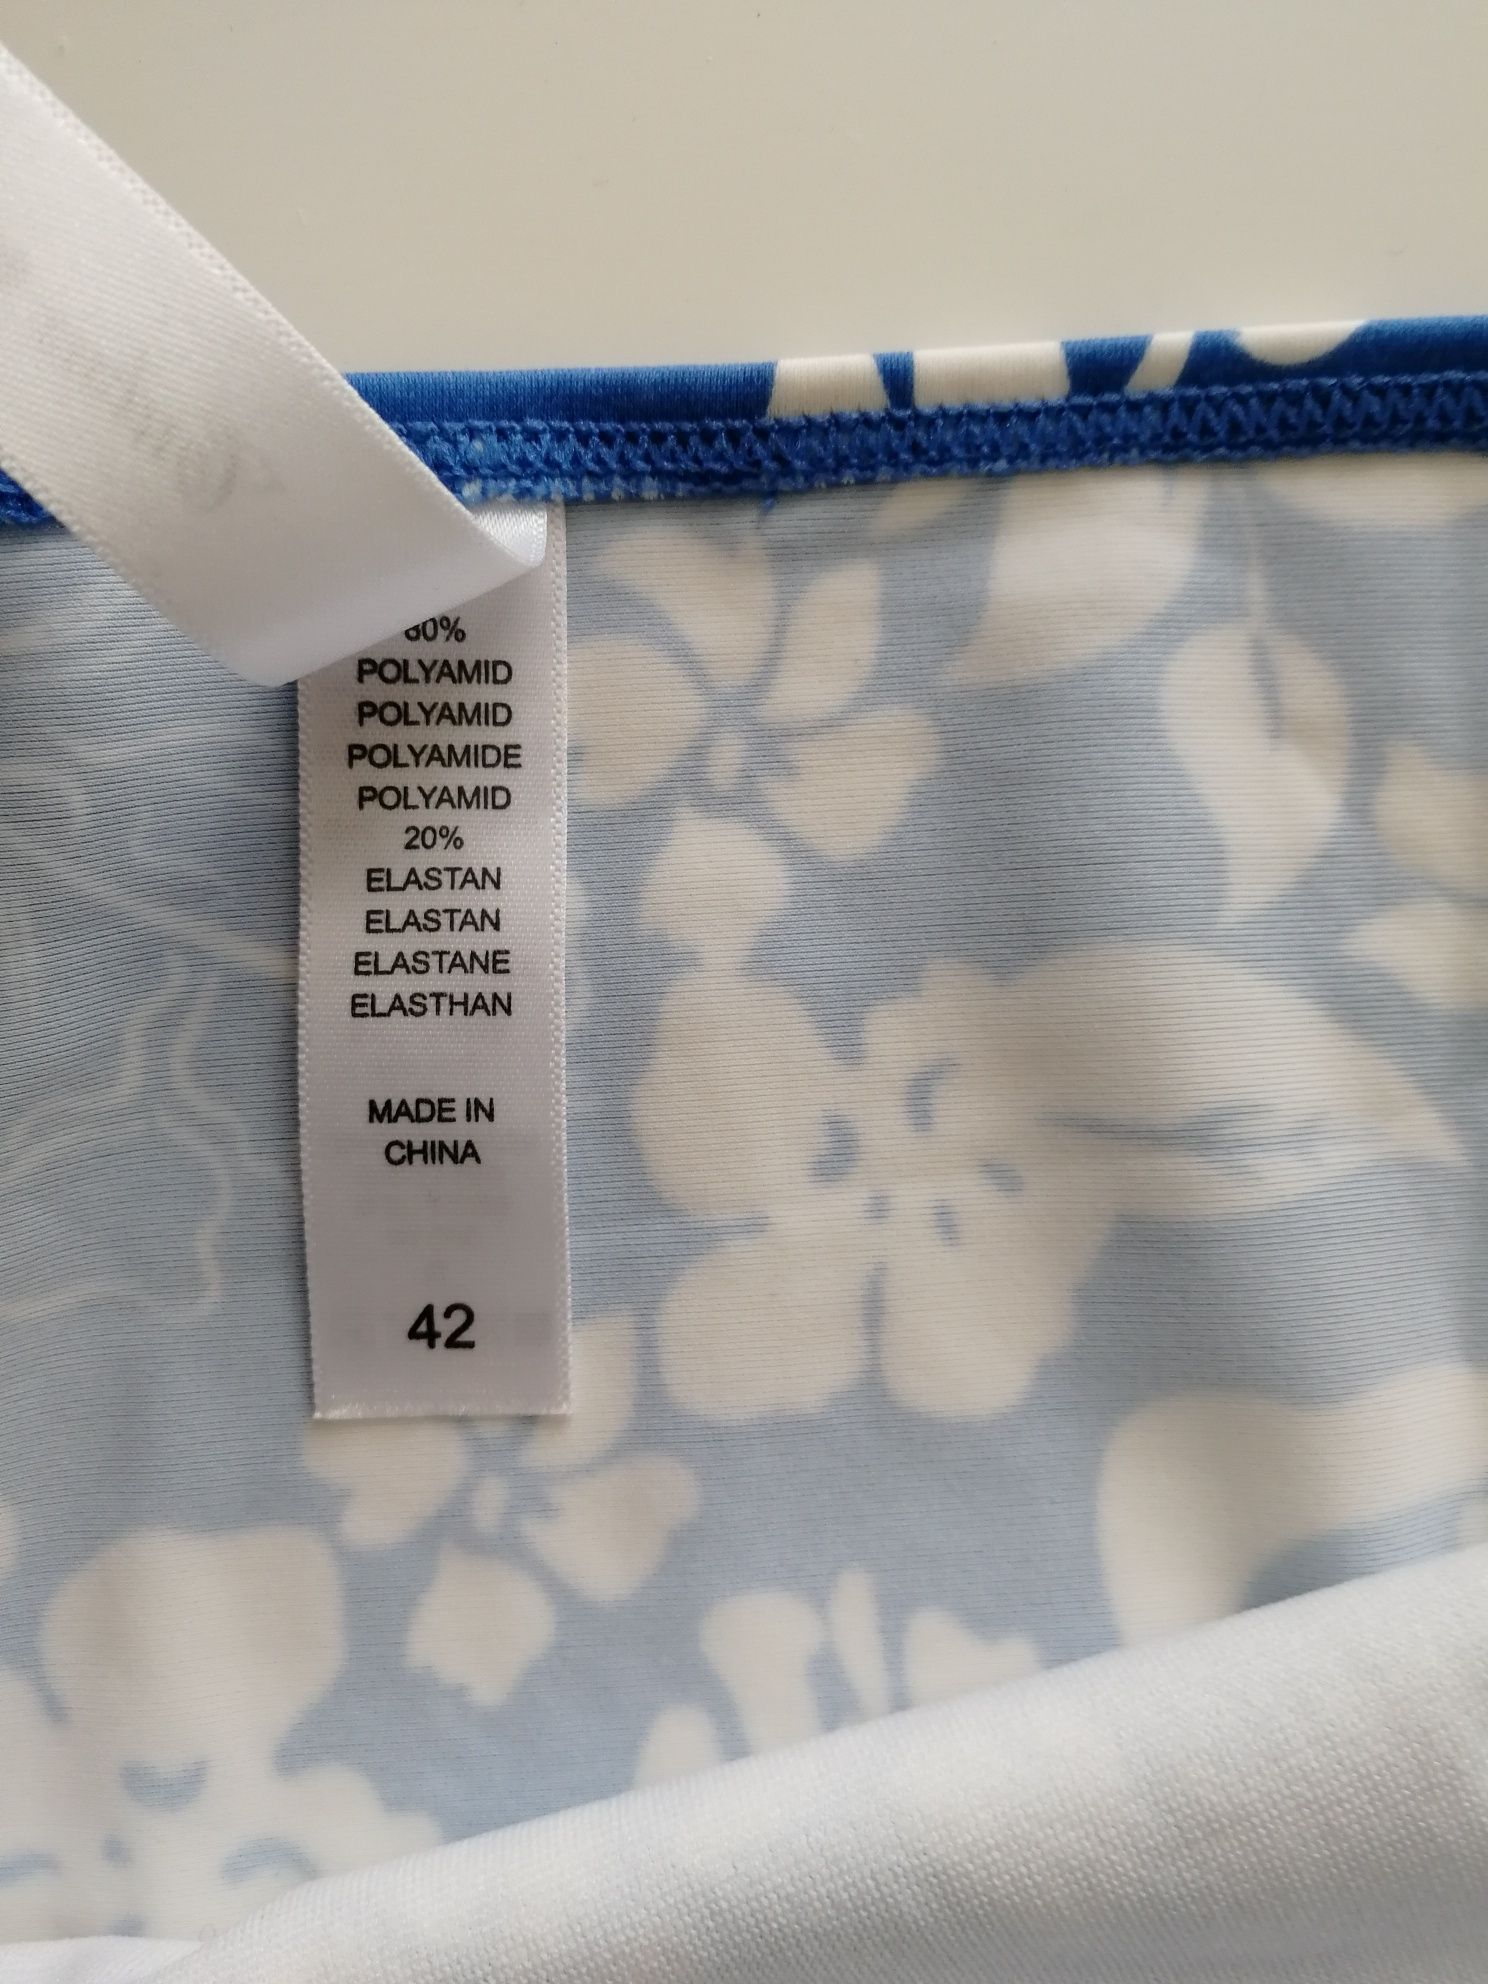 80%
POLYAMID
POLYAMID
POLYAMIDE
POLYAMID
20%
ELASTAN
ELASTAN
ELASTANE
ELASTHAN
MADE IN
CHINA
42